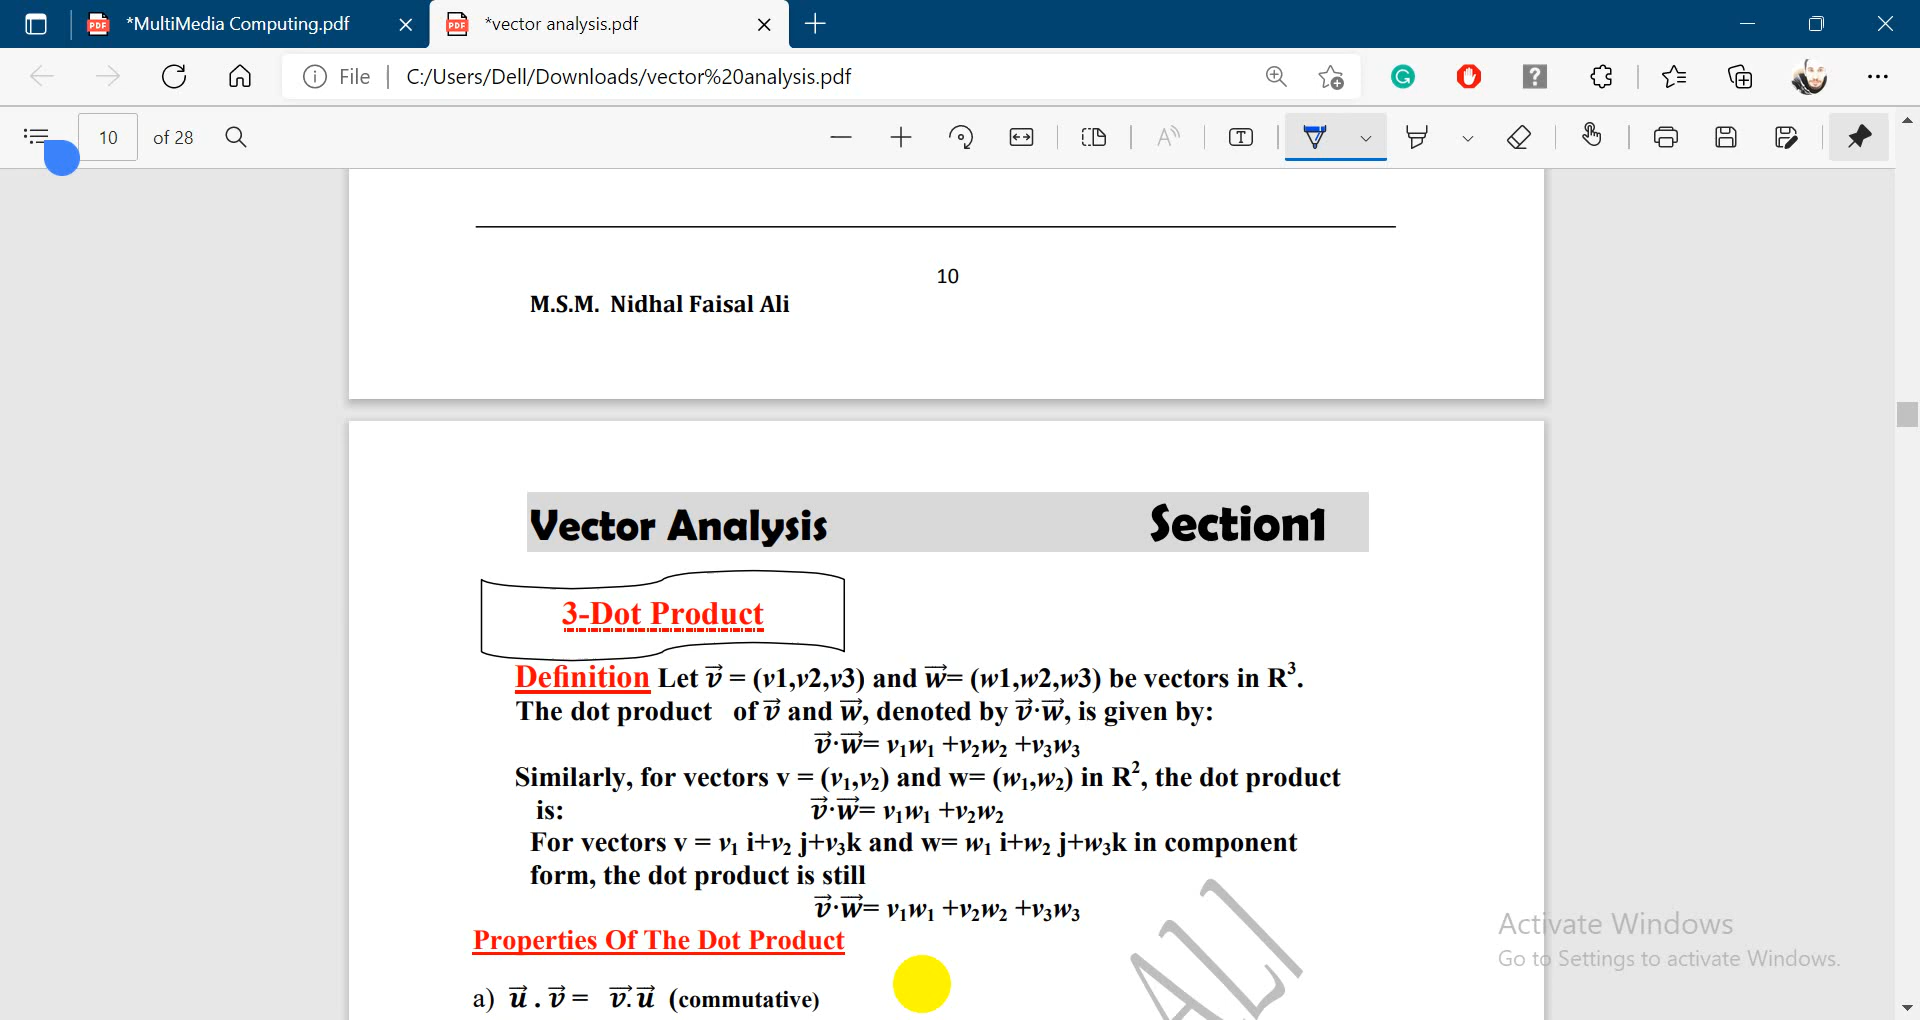 *MultiMedia Computing.pdf
*vector analysis.pdf
File C:/Users/Dell/Downloads/vector%20analysis.pdf
10 of 28
10
M.S.M. Nidhal Faisal Ali
Vector Analysis Section1
3-Dot Product
Definition Let v⃗ = (v1,v2,v3) and w⃗= (w1,w2,w3) be vectors in R³.
The dot product of v⃗ and w⃗, denoted by v⃗·w⃗, is given by:
v⃗·w⃗= v₁w₁ +v₂w₂ +v₃w₃
Similarly, for vectors v = (v₁,v₂) and w= (w₁,w₂) in R², the dot product
is: v⃗·w⃗= v₁w₁ +v₂w₂
For vectors v = v₁ i+v₂ j+v₃k and w= w₁ i+w₂ j+w₃k in component
form, the dot product is still
v⃗·w⃗= v₁w₁ +v₂w₂ +v₃w₃
Properties Of The Dot Product
a) u⃗ . v⃗ = v⃗.u⃗ (commutative)
Activate Windows
Go to Settings to activate Windows.